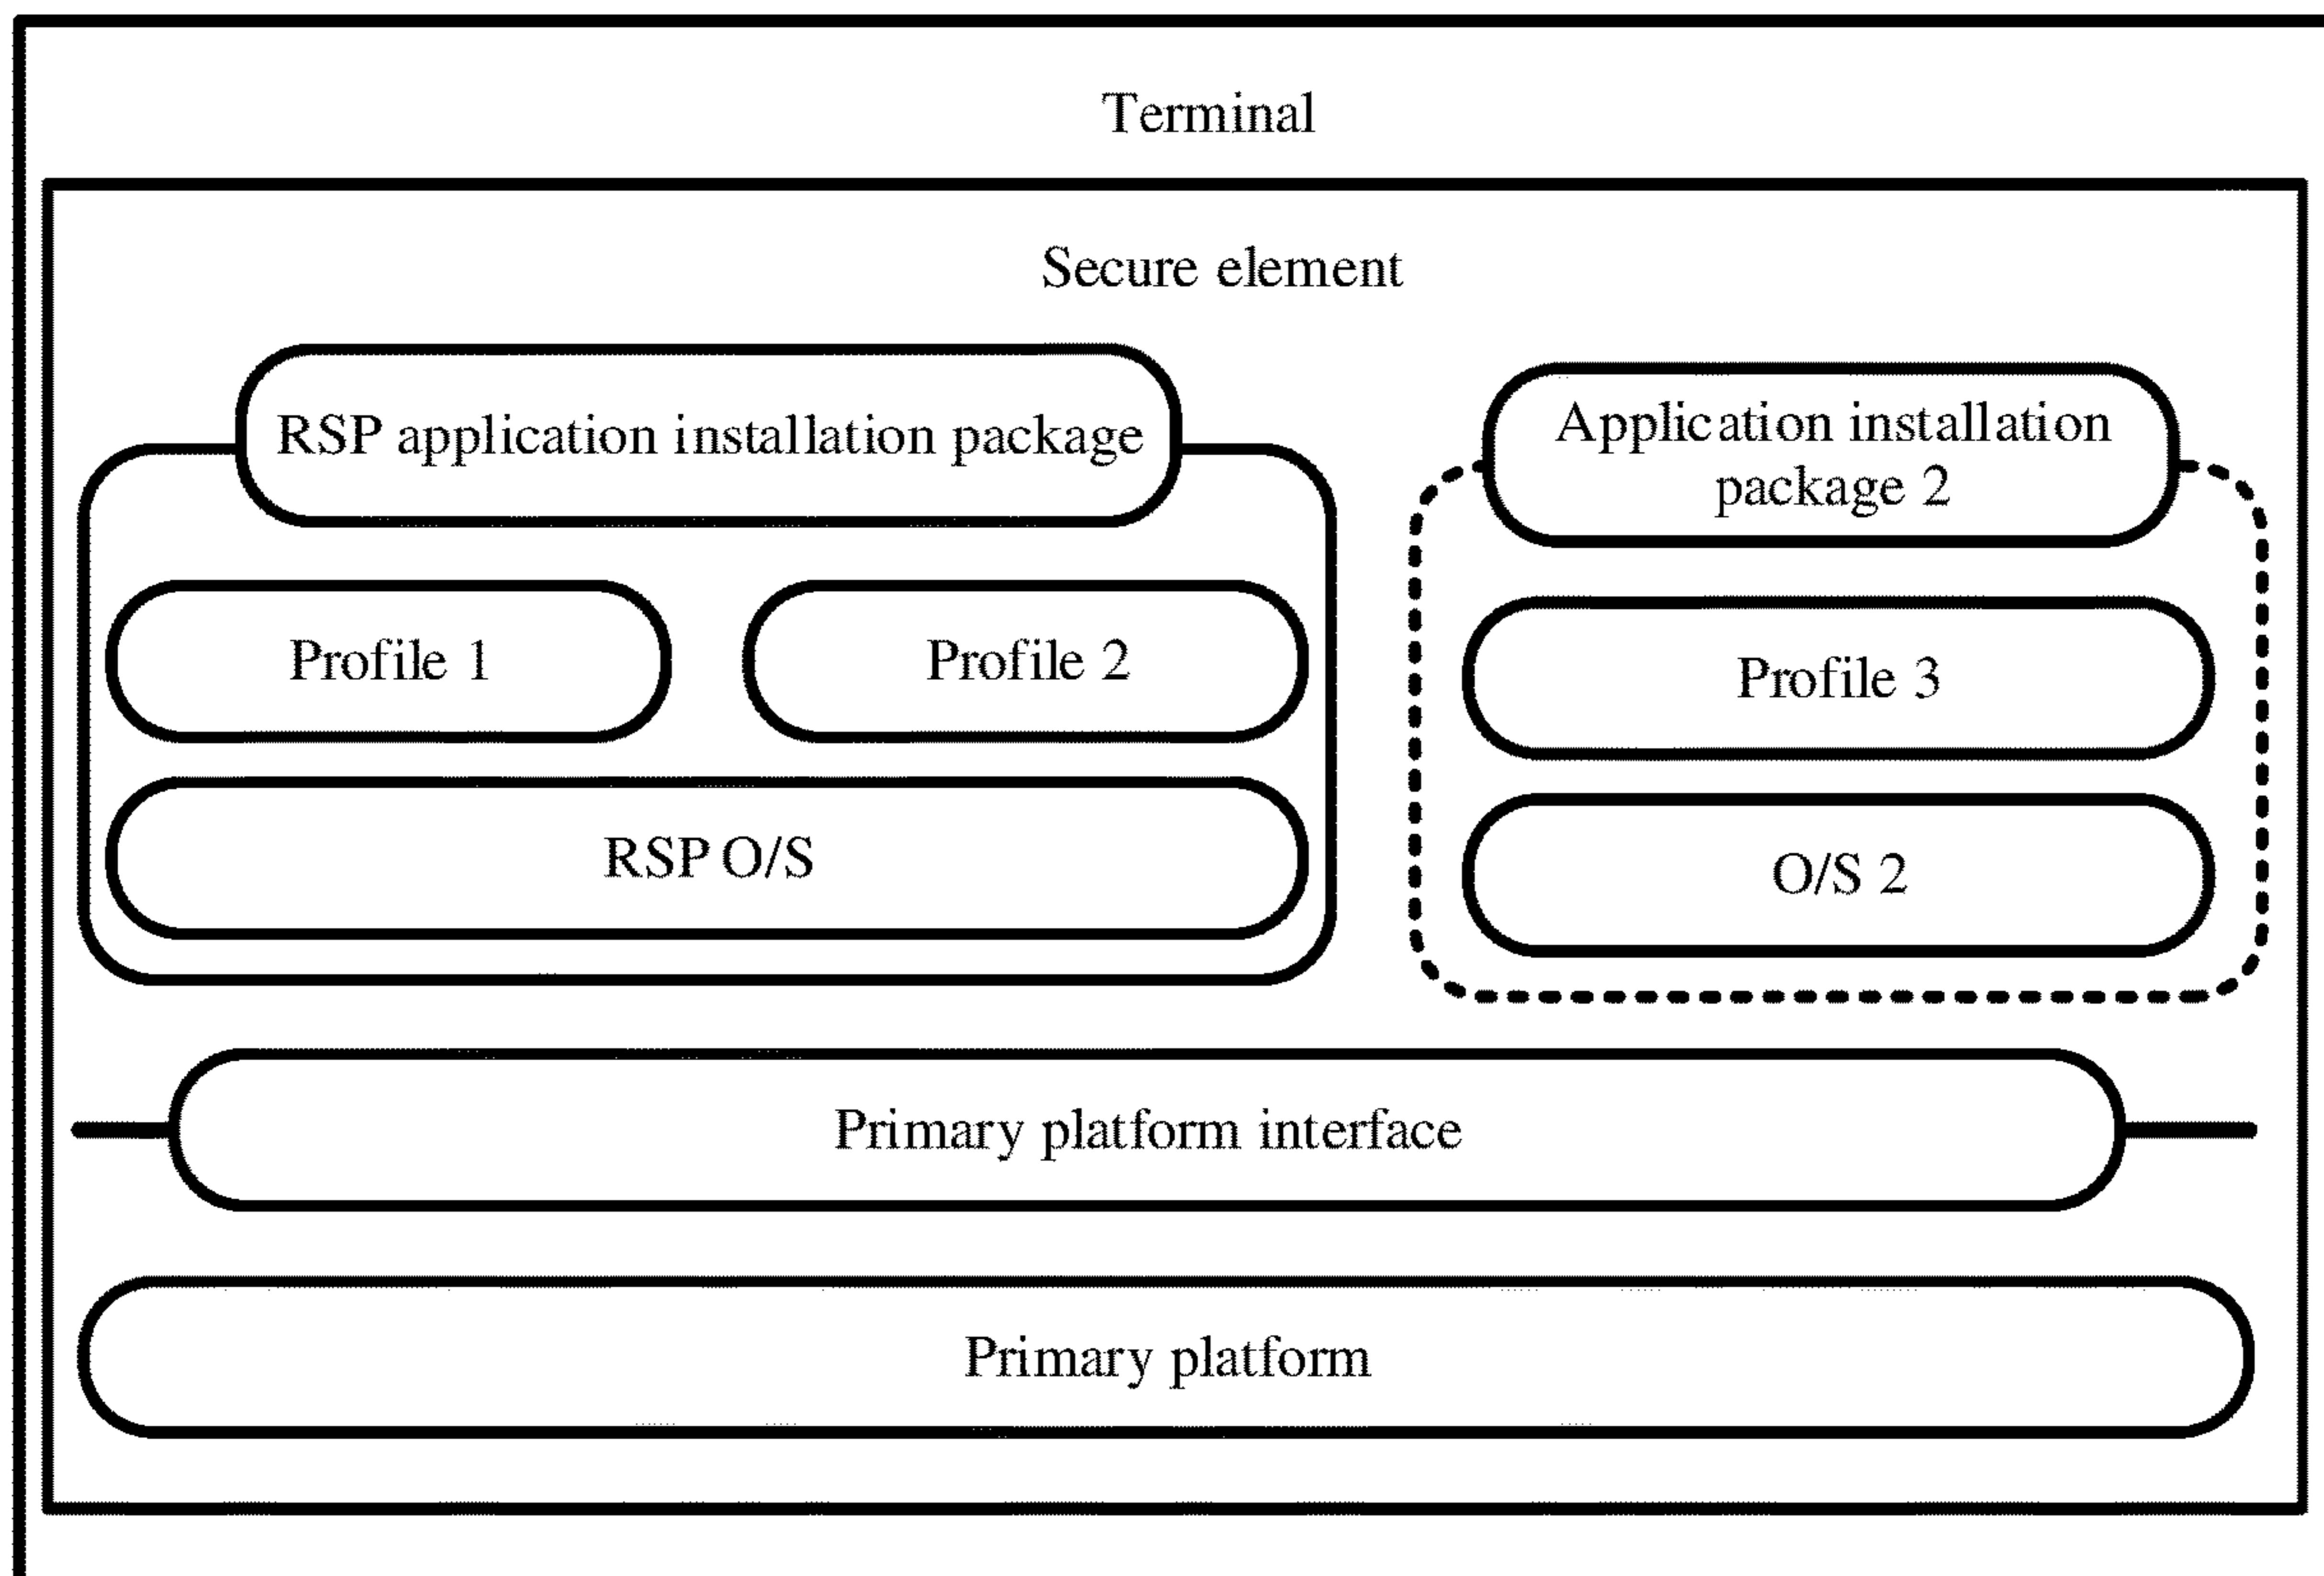 Terminal
Secure element
RSP application installation package
Application installation
package 2
Profile 1
Profile 2
Profile 3
RSP O/S
O/S 2
Primary platform interface
Primary platform